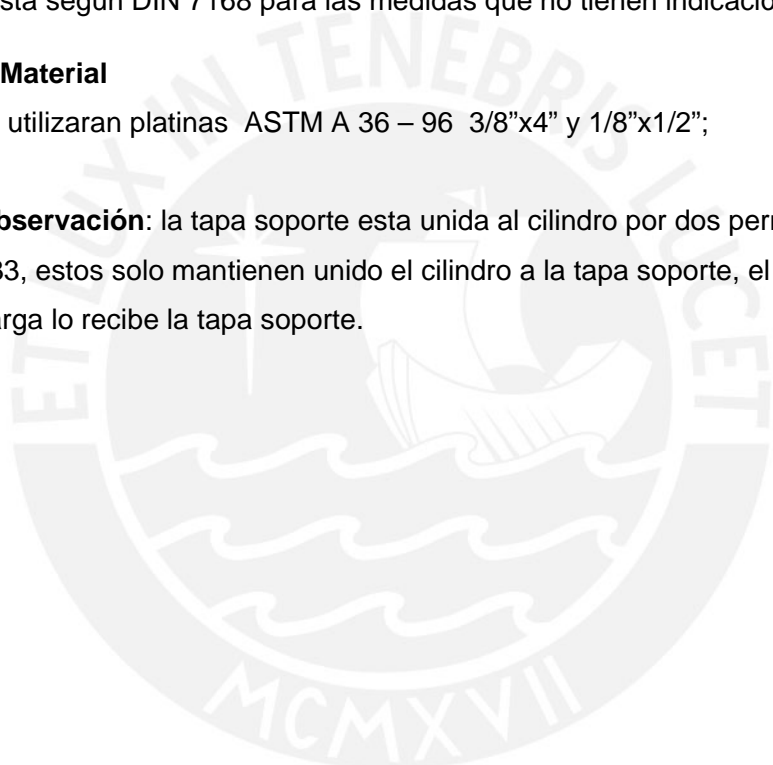 sta según DIN 7168 para las medidas que no tienen indicació
Material
utilizaran platinas ASTM A 36 – 96 3/8”x4” y 1/8”x1/2”;
bservación: la tapa soporte esta unida al cilindro por dos per
33, estos solo mantienen unido el cilindro a la tapa soporte, el
arga lo recibe la tapa soporte.
ET LUX IN TENEBRIS LUCET
MCMXVII